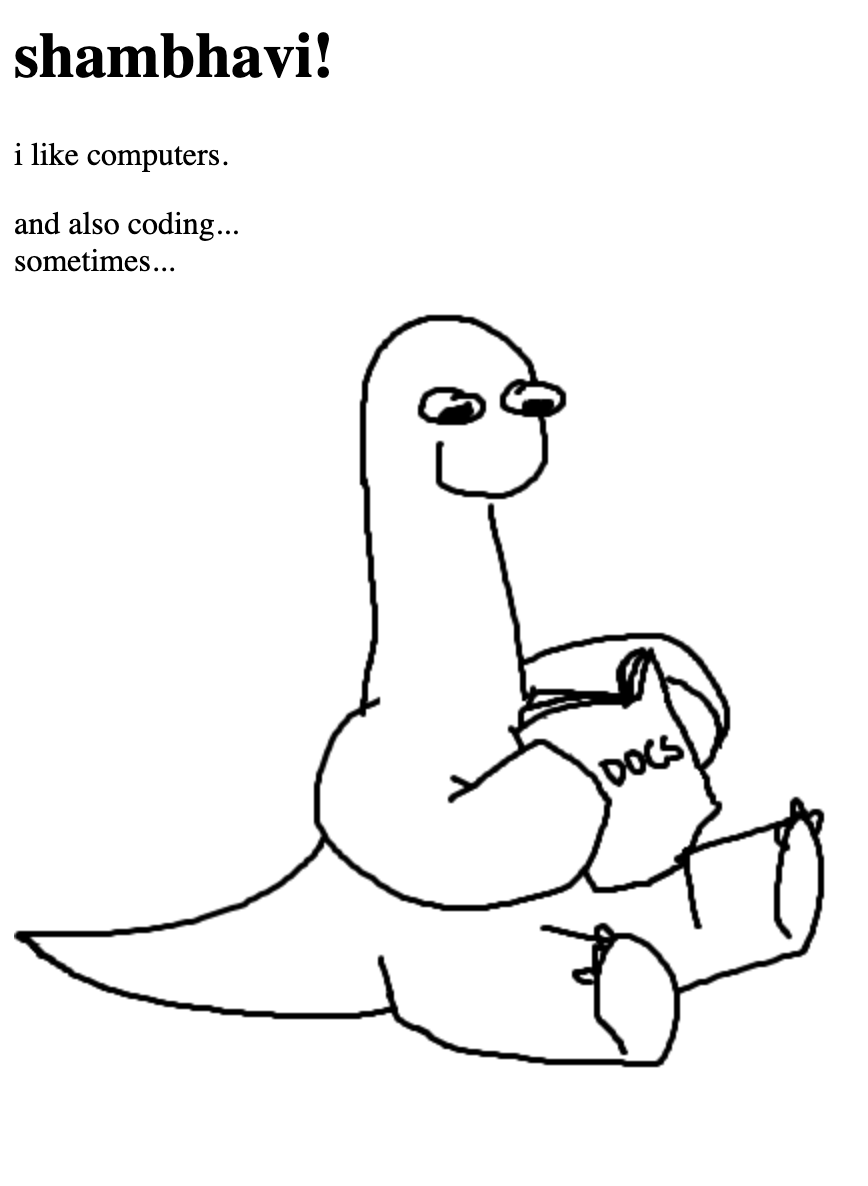 shambhavi!
i like computers.
and also coding...
sometimes...
DOCS